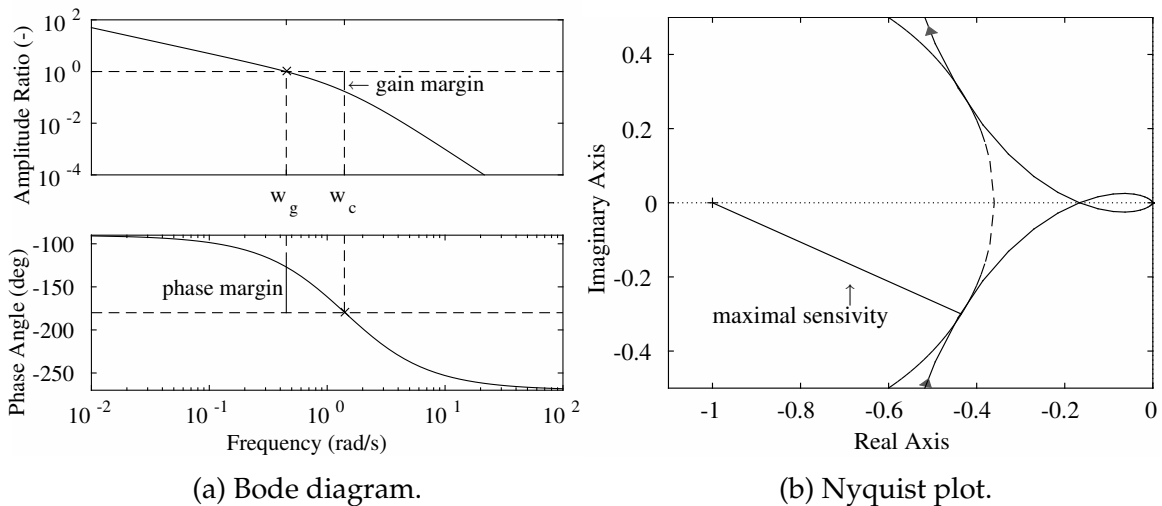 Amplitude Ratio (-)
10^2
10^0
10^-2
10^-4
← gain margin
w_g
w_c
Phase Angle (deg)
-100
-150
-200
-250
phase margin
10^-2
10^-1
10^0
10^1
10^2
Frequency (rad/s)
(a) Bode diagram.
Imaginary Axis
0.4
0.2
0
-0.2
-0.4
↑
maximal sensivity
-1
-0.8
-0.6
-0.4
-0.2
0
Real Axis
(b) Nyquist plot.